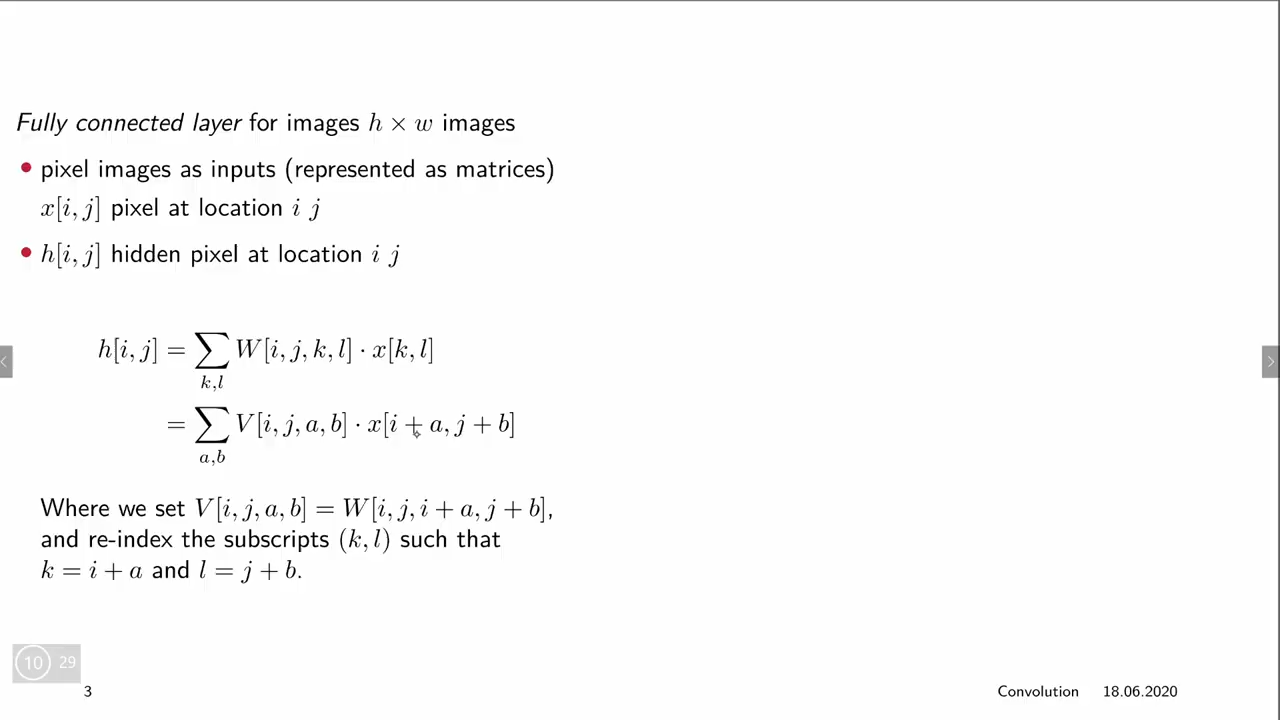 Fully connected layer for images h × w images
• pixel images as inputs (represented as matrices)
x[i, j] pixel at location i j
• h[i, j] hidden pixel at location i j
h[i, j] = ∑ W[i, j, k, l] · x[k, l]
k,l
= ∑ V[i, j, a, b] · x[i + a, j + b]
a,b
Where we set V[i, j, a, b] = W[i, j, i + a, j + b],
and re-index the subscripts (k, l) such that
k = i + a and l = j + b.
10 29
3 Convolution 18.06.2020